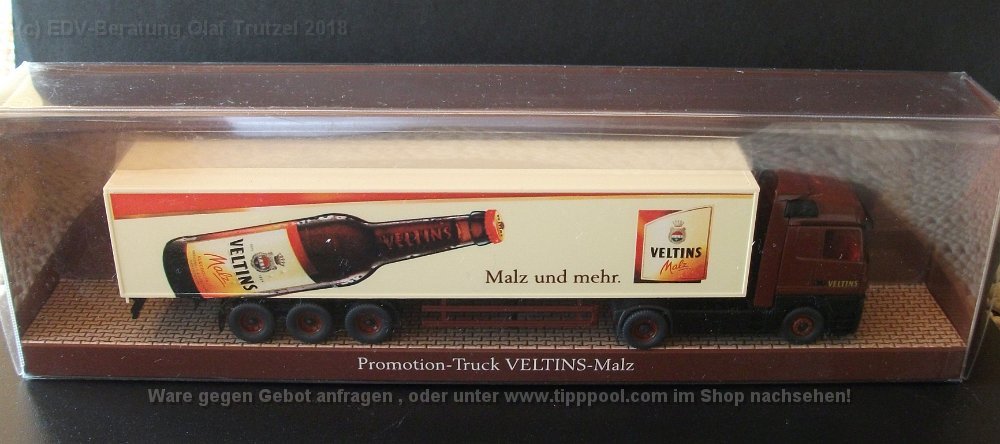 (c) EDV-Beratung Olaf Trutzel 2018
VELTINS
VELTINS
Malz
VELTINS
Malz
Malz und mehr.
VELTINS
Promotion-Truck VELTINS-Malz
Ware gegen Gebot anfragen , oder unter www.tipppool.com im Shop nachsehen!